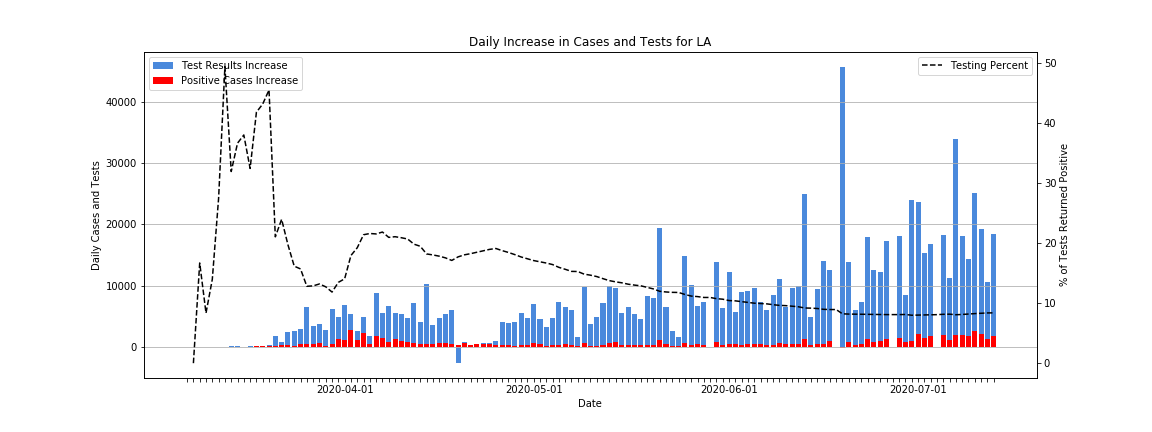 Daily Increase in Cases and Tests for LA
Test Results Increase
Positive Cases Increase
Testing Percent
40000
30000
20000
10000
0
Daily Cases and Tests
50
40
30
20
10
0
% of Tests Returned Positive
2020-04-01
2020-05-01
2020-06-01
2020-07-01
Date